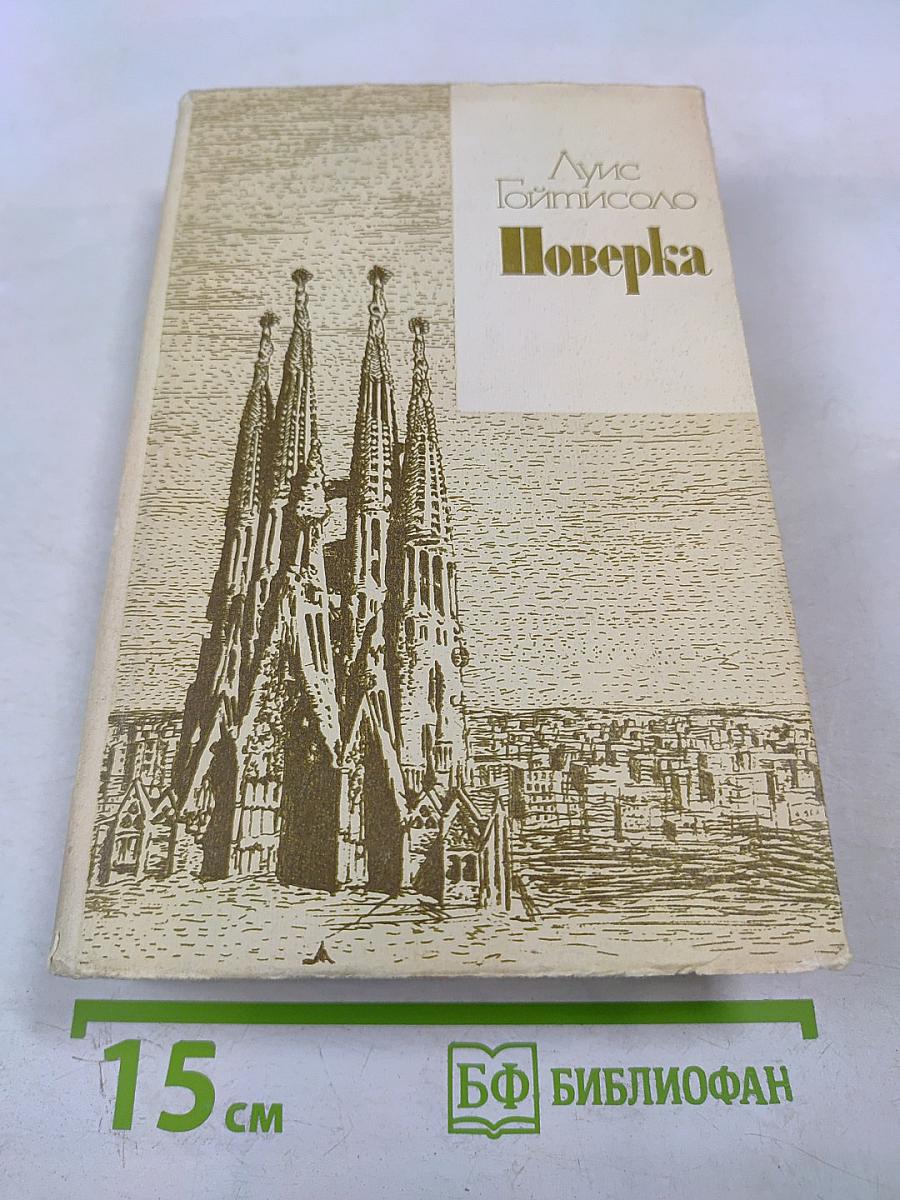 Луис
Гойтисоло
Поверка
15 см
БФ БИБЛИОФАН